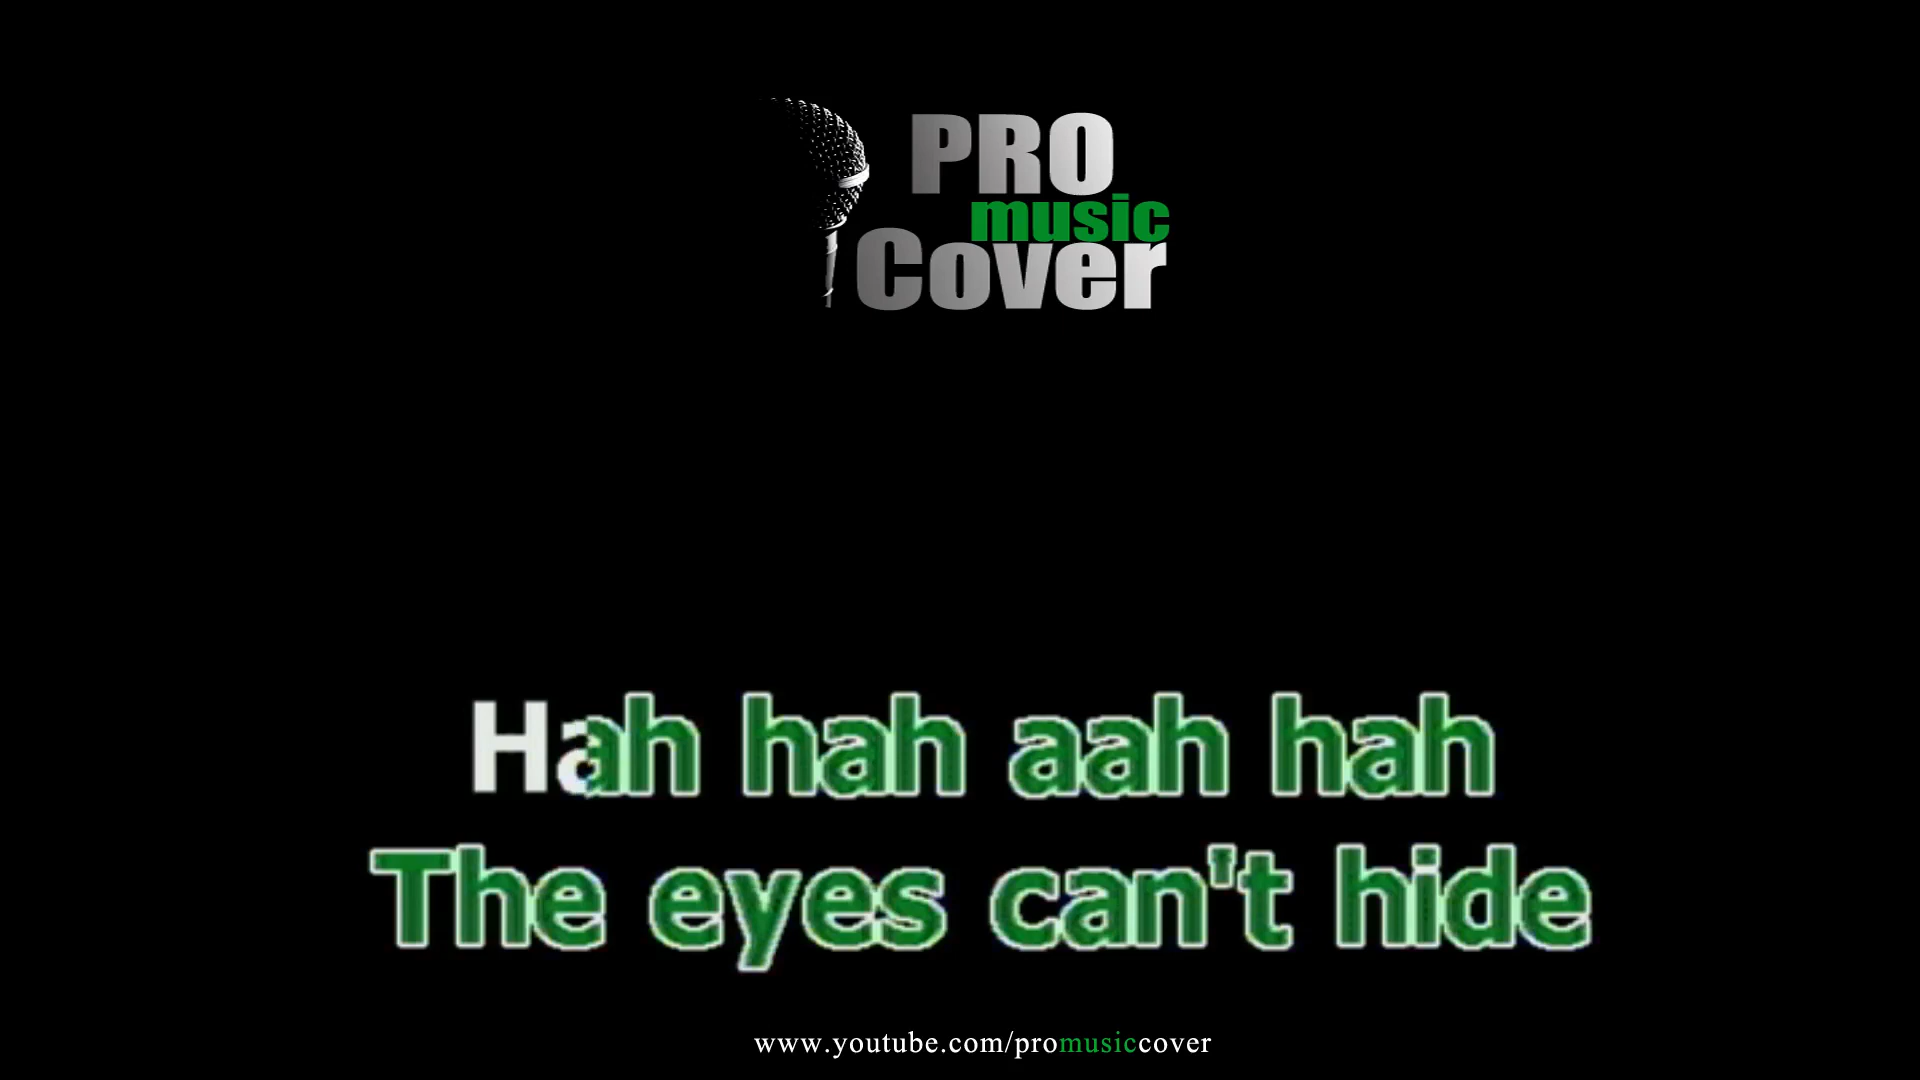 PRO
music
Cover
Hah hah aah hah
The eyes can't hide
www.youtube.com/promusiccover